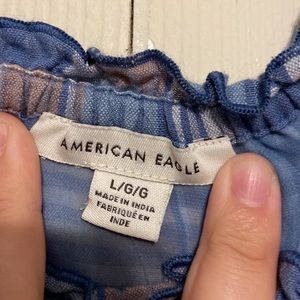 AMERICAN EAGLE
L/G/G
MADE IN INDIA
FABRIQUÉ EN
INDE